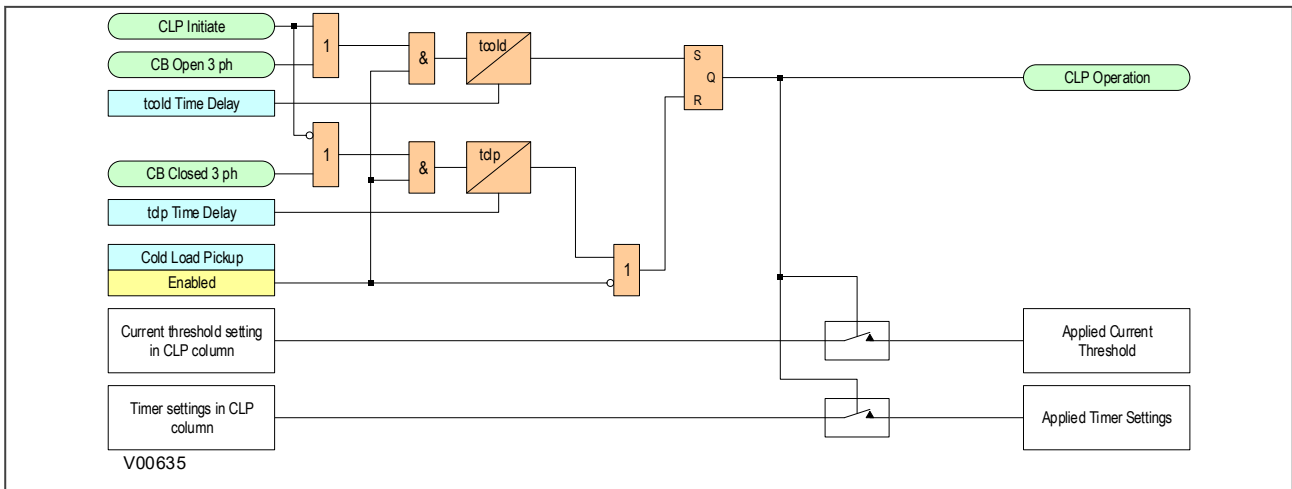 CLP Initiate
1
CB Open 3 ph
&
tcold
tcold Time Delay
S
Q
R
CLP Operation
1
CB Closed 3 ph
&
tclp
tclp Time Delay
Cold Load Pickup
Enabled
1
Current threshold setting
in CLP column
Applied Current
Threshold
Timer settings in CLP
column
Applied Timer Settings
V00635